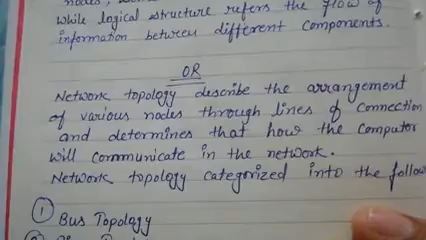 nodes,
while logical structure refers the flow of
information between different components.
OR
Network topology describe the arrangement
of various nodes through lines of connection
and determines that how the computer
will communicate in the network.
Network topology categorized into the follow
① Bus Topology